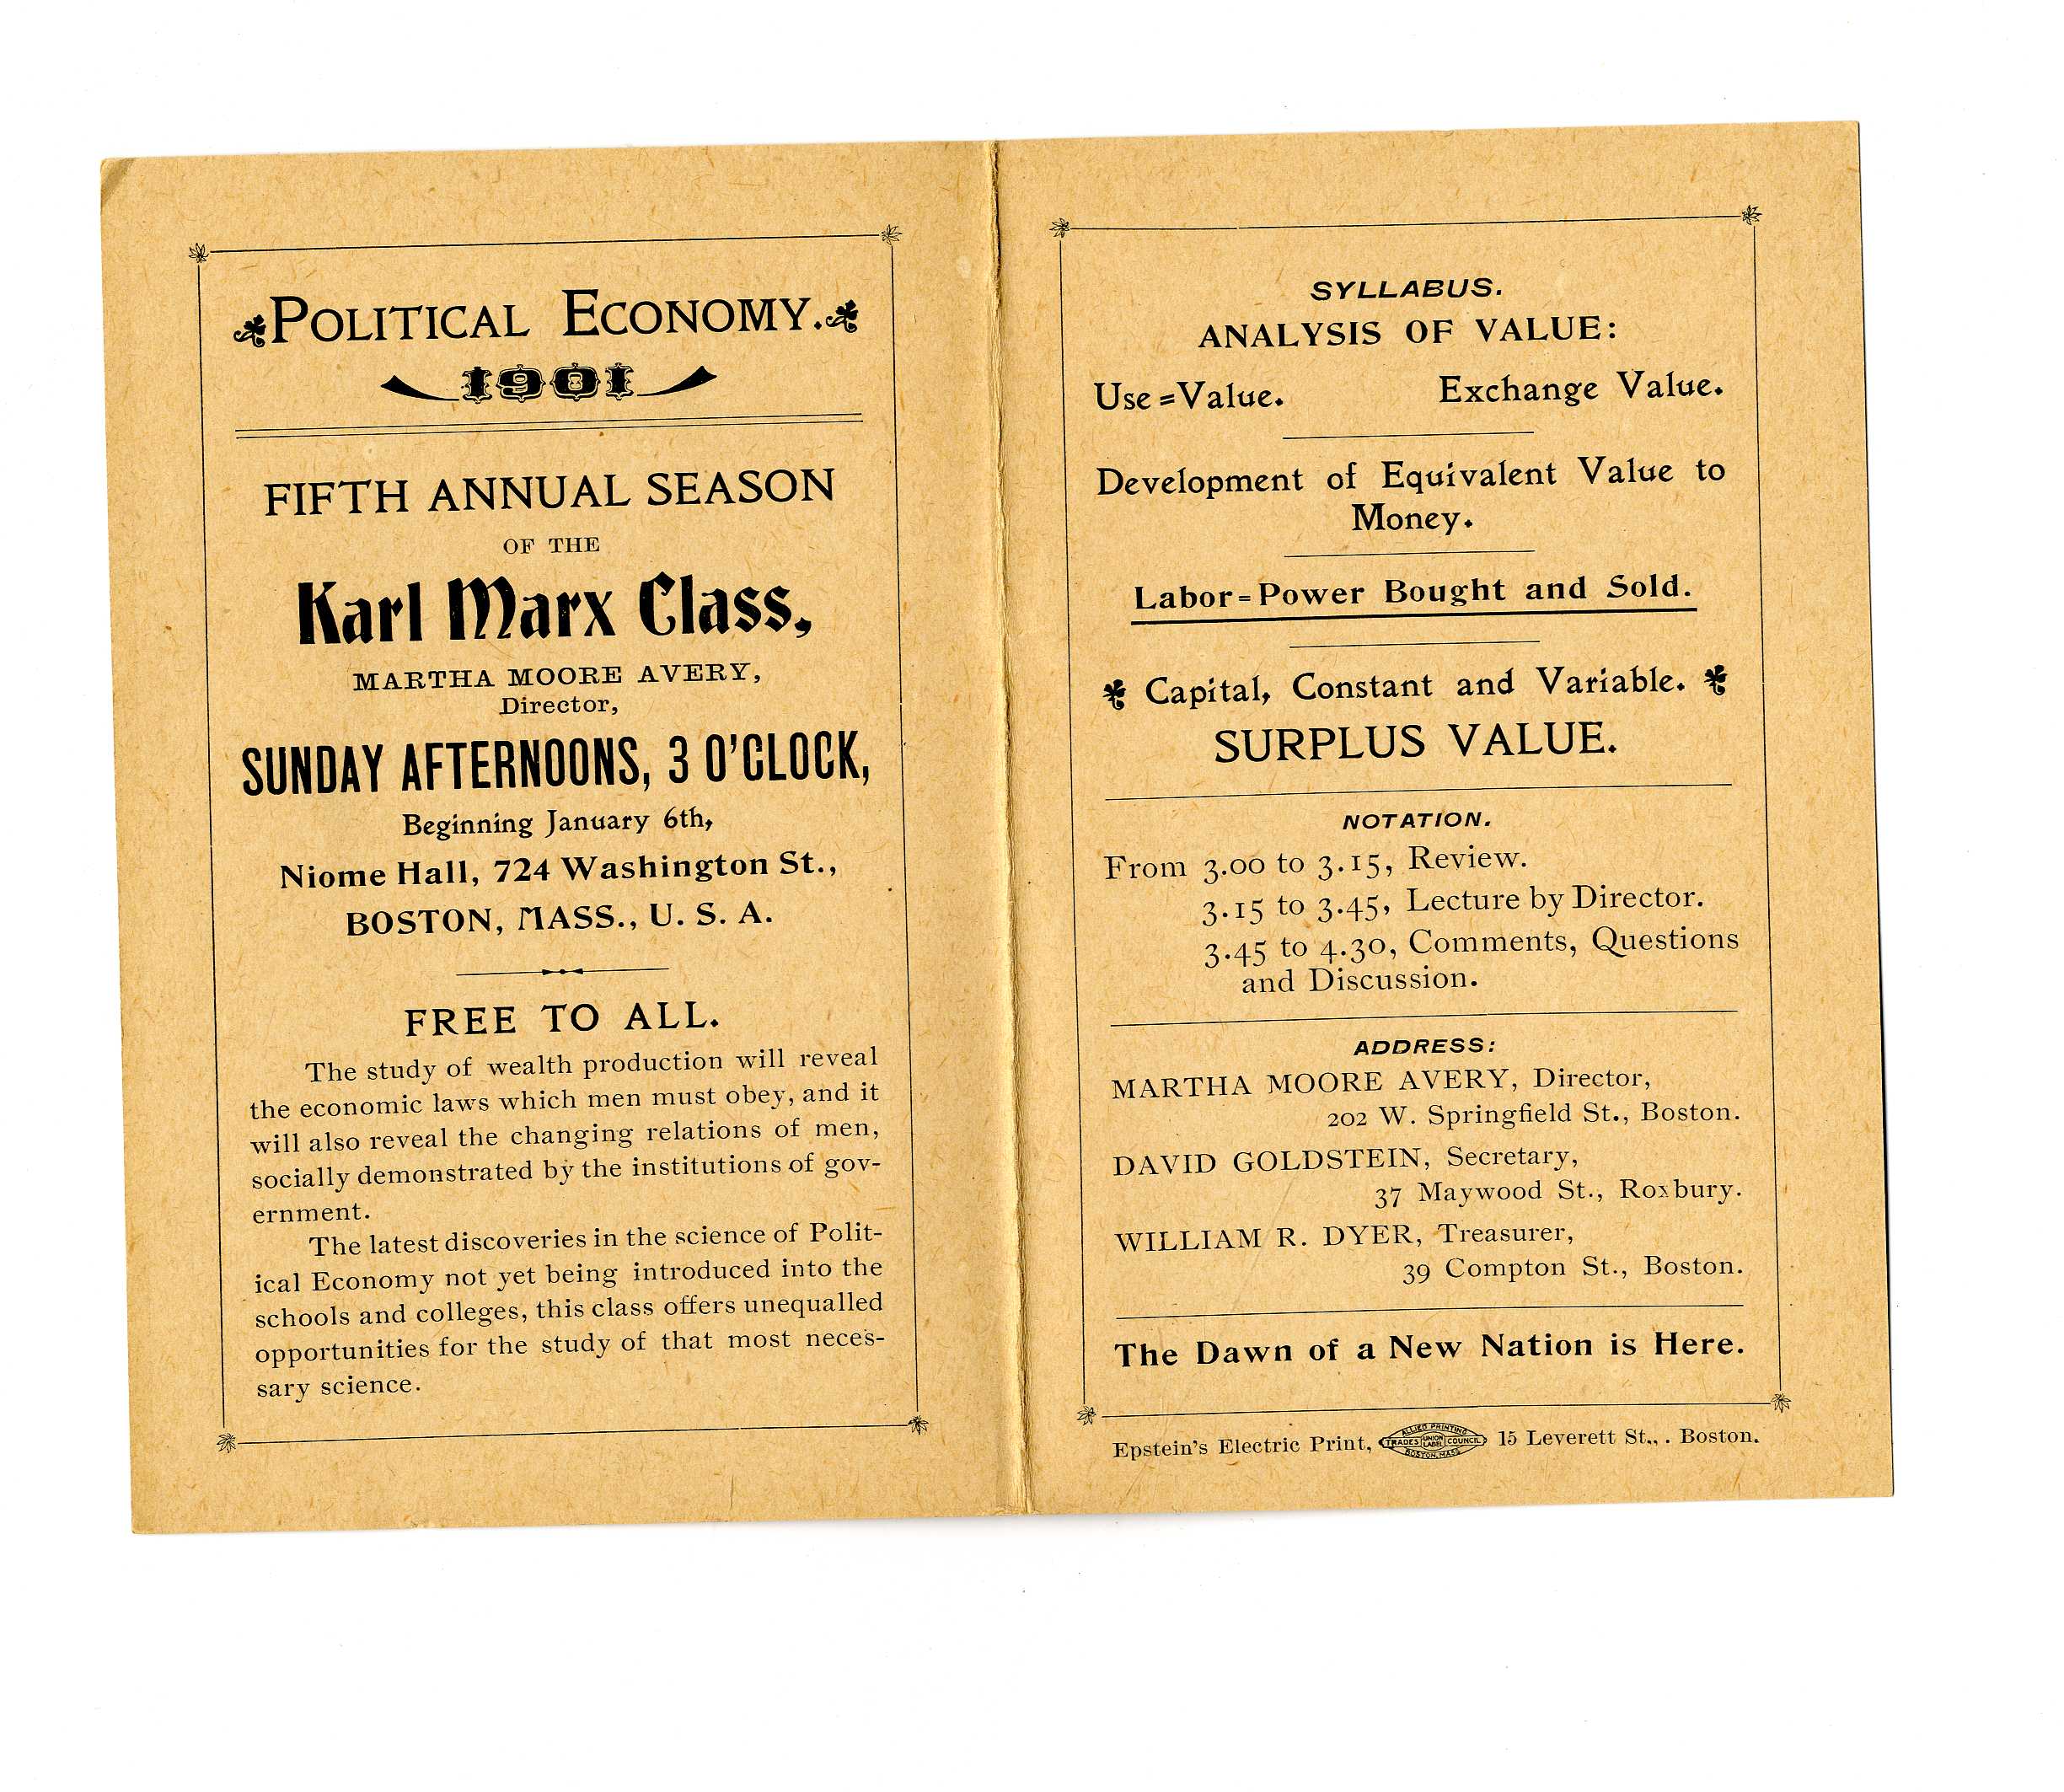 POLITICAL ECONOMY.
1901
FIFTH ANNUAL SEASON
OF THE
Karl Marx Class,
MARTHA MOORE AVERY,
Director,
SUNDAY AFTERNOONS, 3 O'CLOCK,
Beginning January 6th,
Niome Hall, 724 Washington St.,
BOSTON, MASS., U. S. A.
FREE TO ALL.
The study of wealth production will reveal
the economic laws which men must obey, and it
will also reveal the changing relations of men,
socially demonstrated by the institutions of gov-
ernment.
The latest discoveries in the science of Polit-
ical Economy not yet being introduced into the
schools and colleges, this class offers unequalled
opportunities for the study of that most neces-
sary science.
SYLLABUS.
ANALYSIS OF VALUE:
Use=Value. Exchange Value.
Development of Equivalent Value to
Money.
Labor=Power Bought and Sold.
Capital, Constant and Variable.
SURPLUS VALUE.
NOTATION.
From 3.00 to 3.15, Review.
3.15 to 3.45, Lecture by Director.
3.45 to 4.30, Comments, Questions
and Discussion.
ADDRESS:
MARTHA MOORE AVERY, Director,
202 W. Springfield St., Boston.
DAVID GOLDSTEIN, Secretary,
37 Maywood St., Roxbury.
WILLIAM R. DYER, Treasurer,
39 Compton St., Boston.
The Dawn of a New Nation is Here.
Epstein's Electric Print, ALLIED PRINTING TRADES UNION LABEL COUNCIL BOSTON, MASS. 15 Leverett St., . Boston.